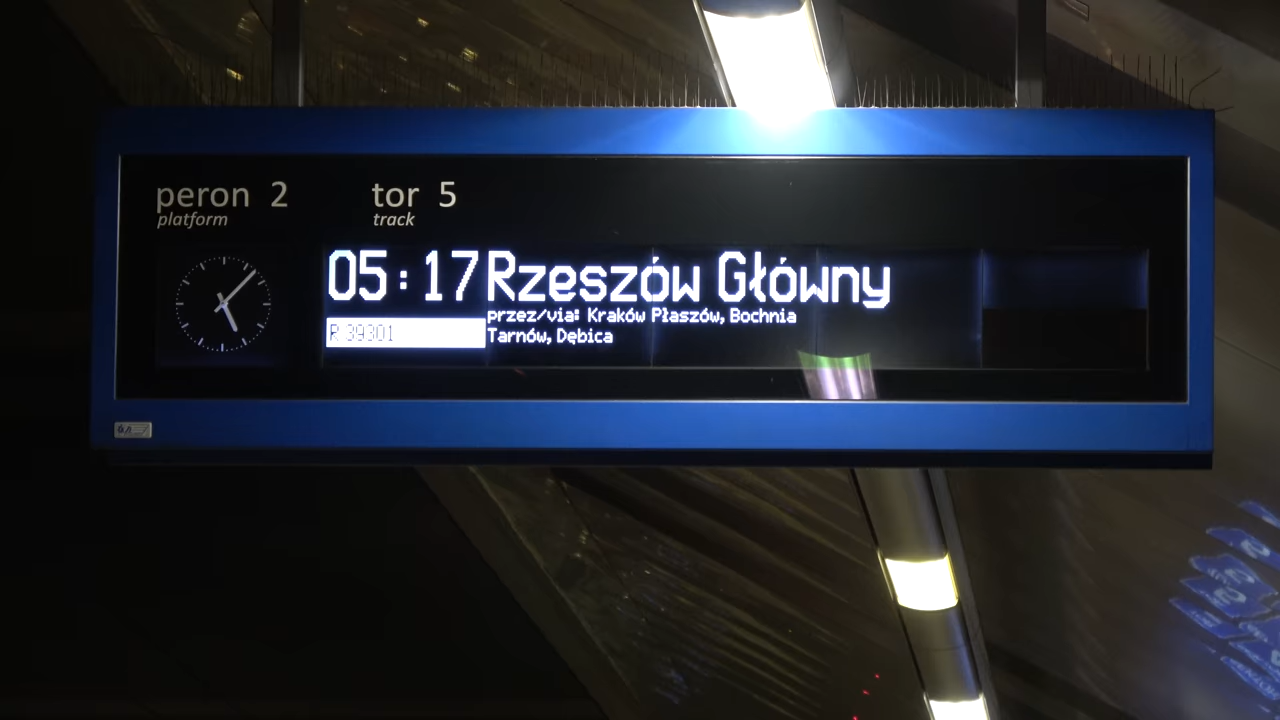 peron 2 tor 5
platform track
05:17 Rzeszów Główny
przez/via: Kraków Płaszów, Bochnia
R 39301 Tarnów, Dębica